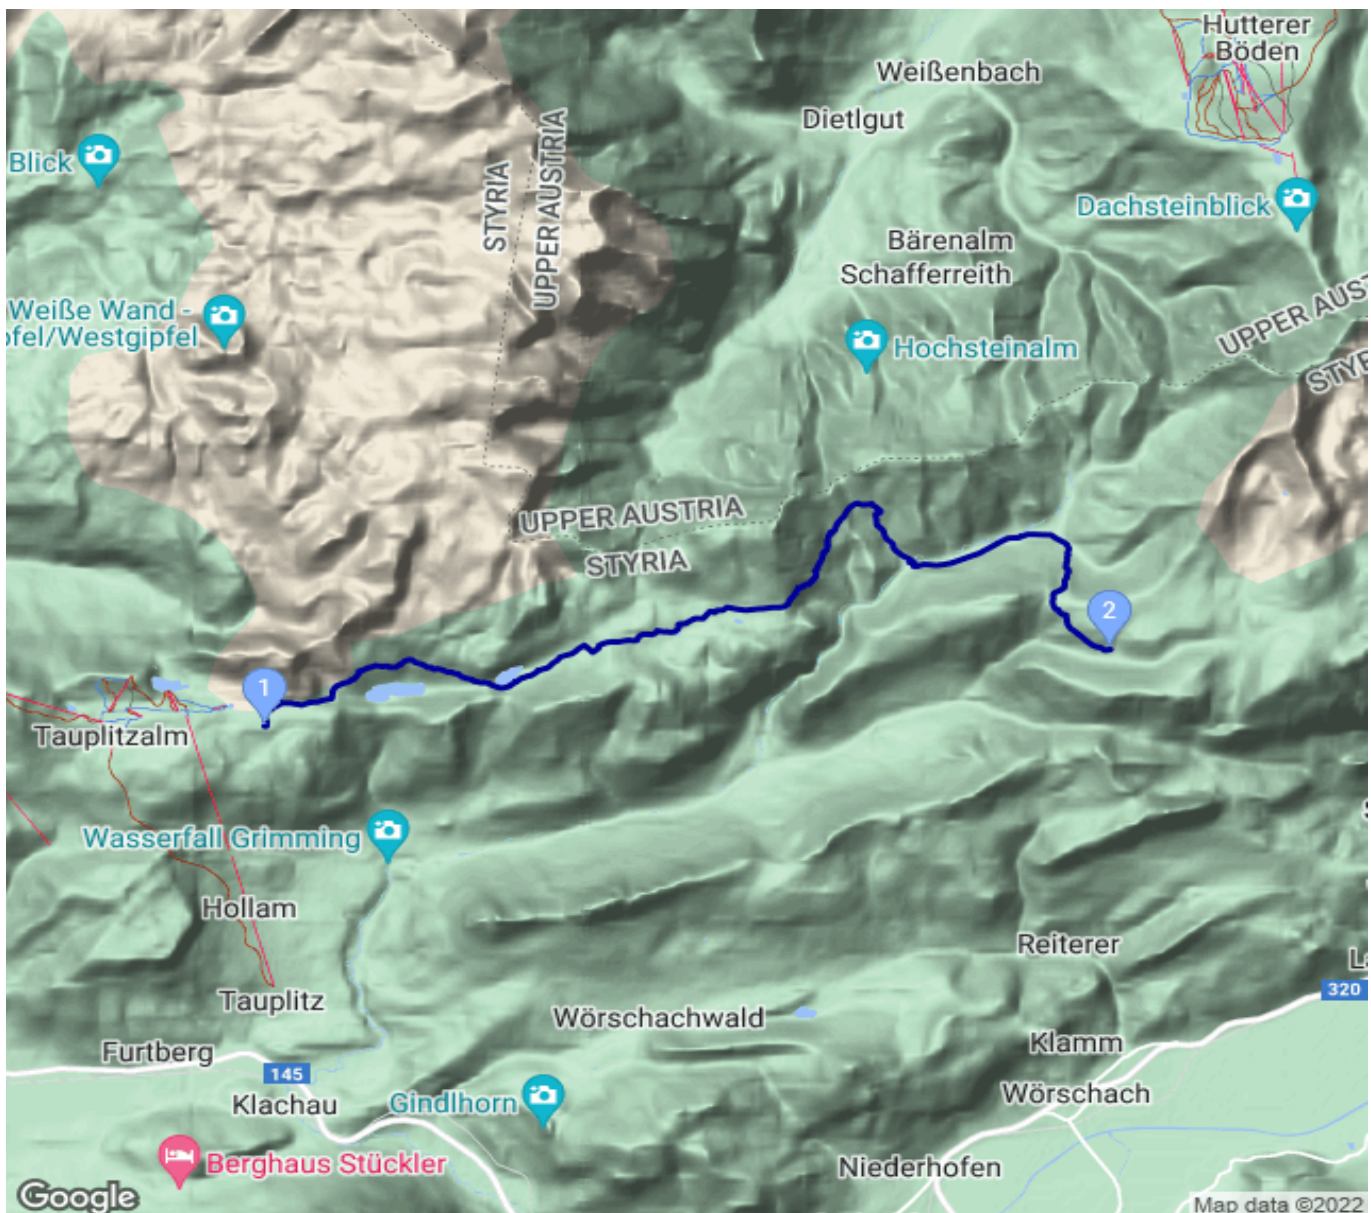 Hutterer
Böden
Weißenbach
Dietlgut
Blick
STYRIA
UPPER AUSTRIA
Dachsteinblick
Bärenalm
Schafferreith
Weiße Wand -
pfel/Westgipfel
Hochsteinalm
UPPER AUS
STYR
UPPER AUSTRIA
STYRIA
2
1
Tauplitzalm
Wasserfall Grimming
Hollam
Reiterer
320
Tauplitz
Wörschachwald
Furtberg
Klamm
145
Klachau
Gindlhorn
Wörschach
Berghaus Stückler
Niederhofen
Google
Map data ©2022